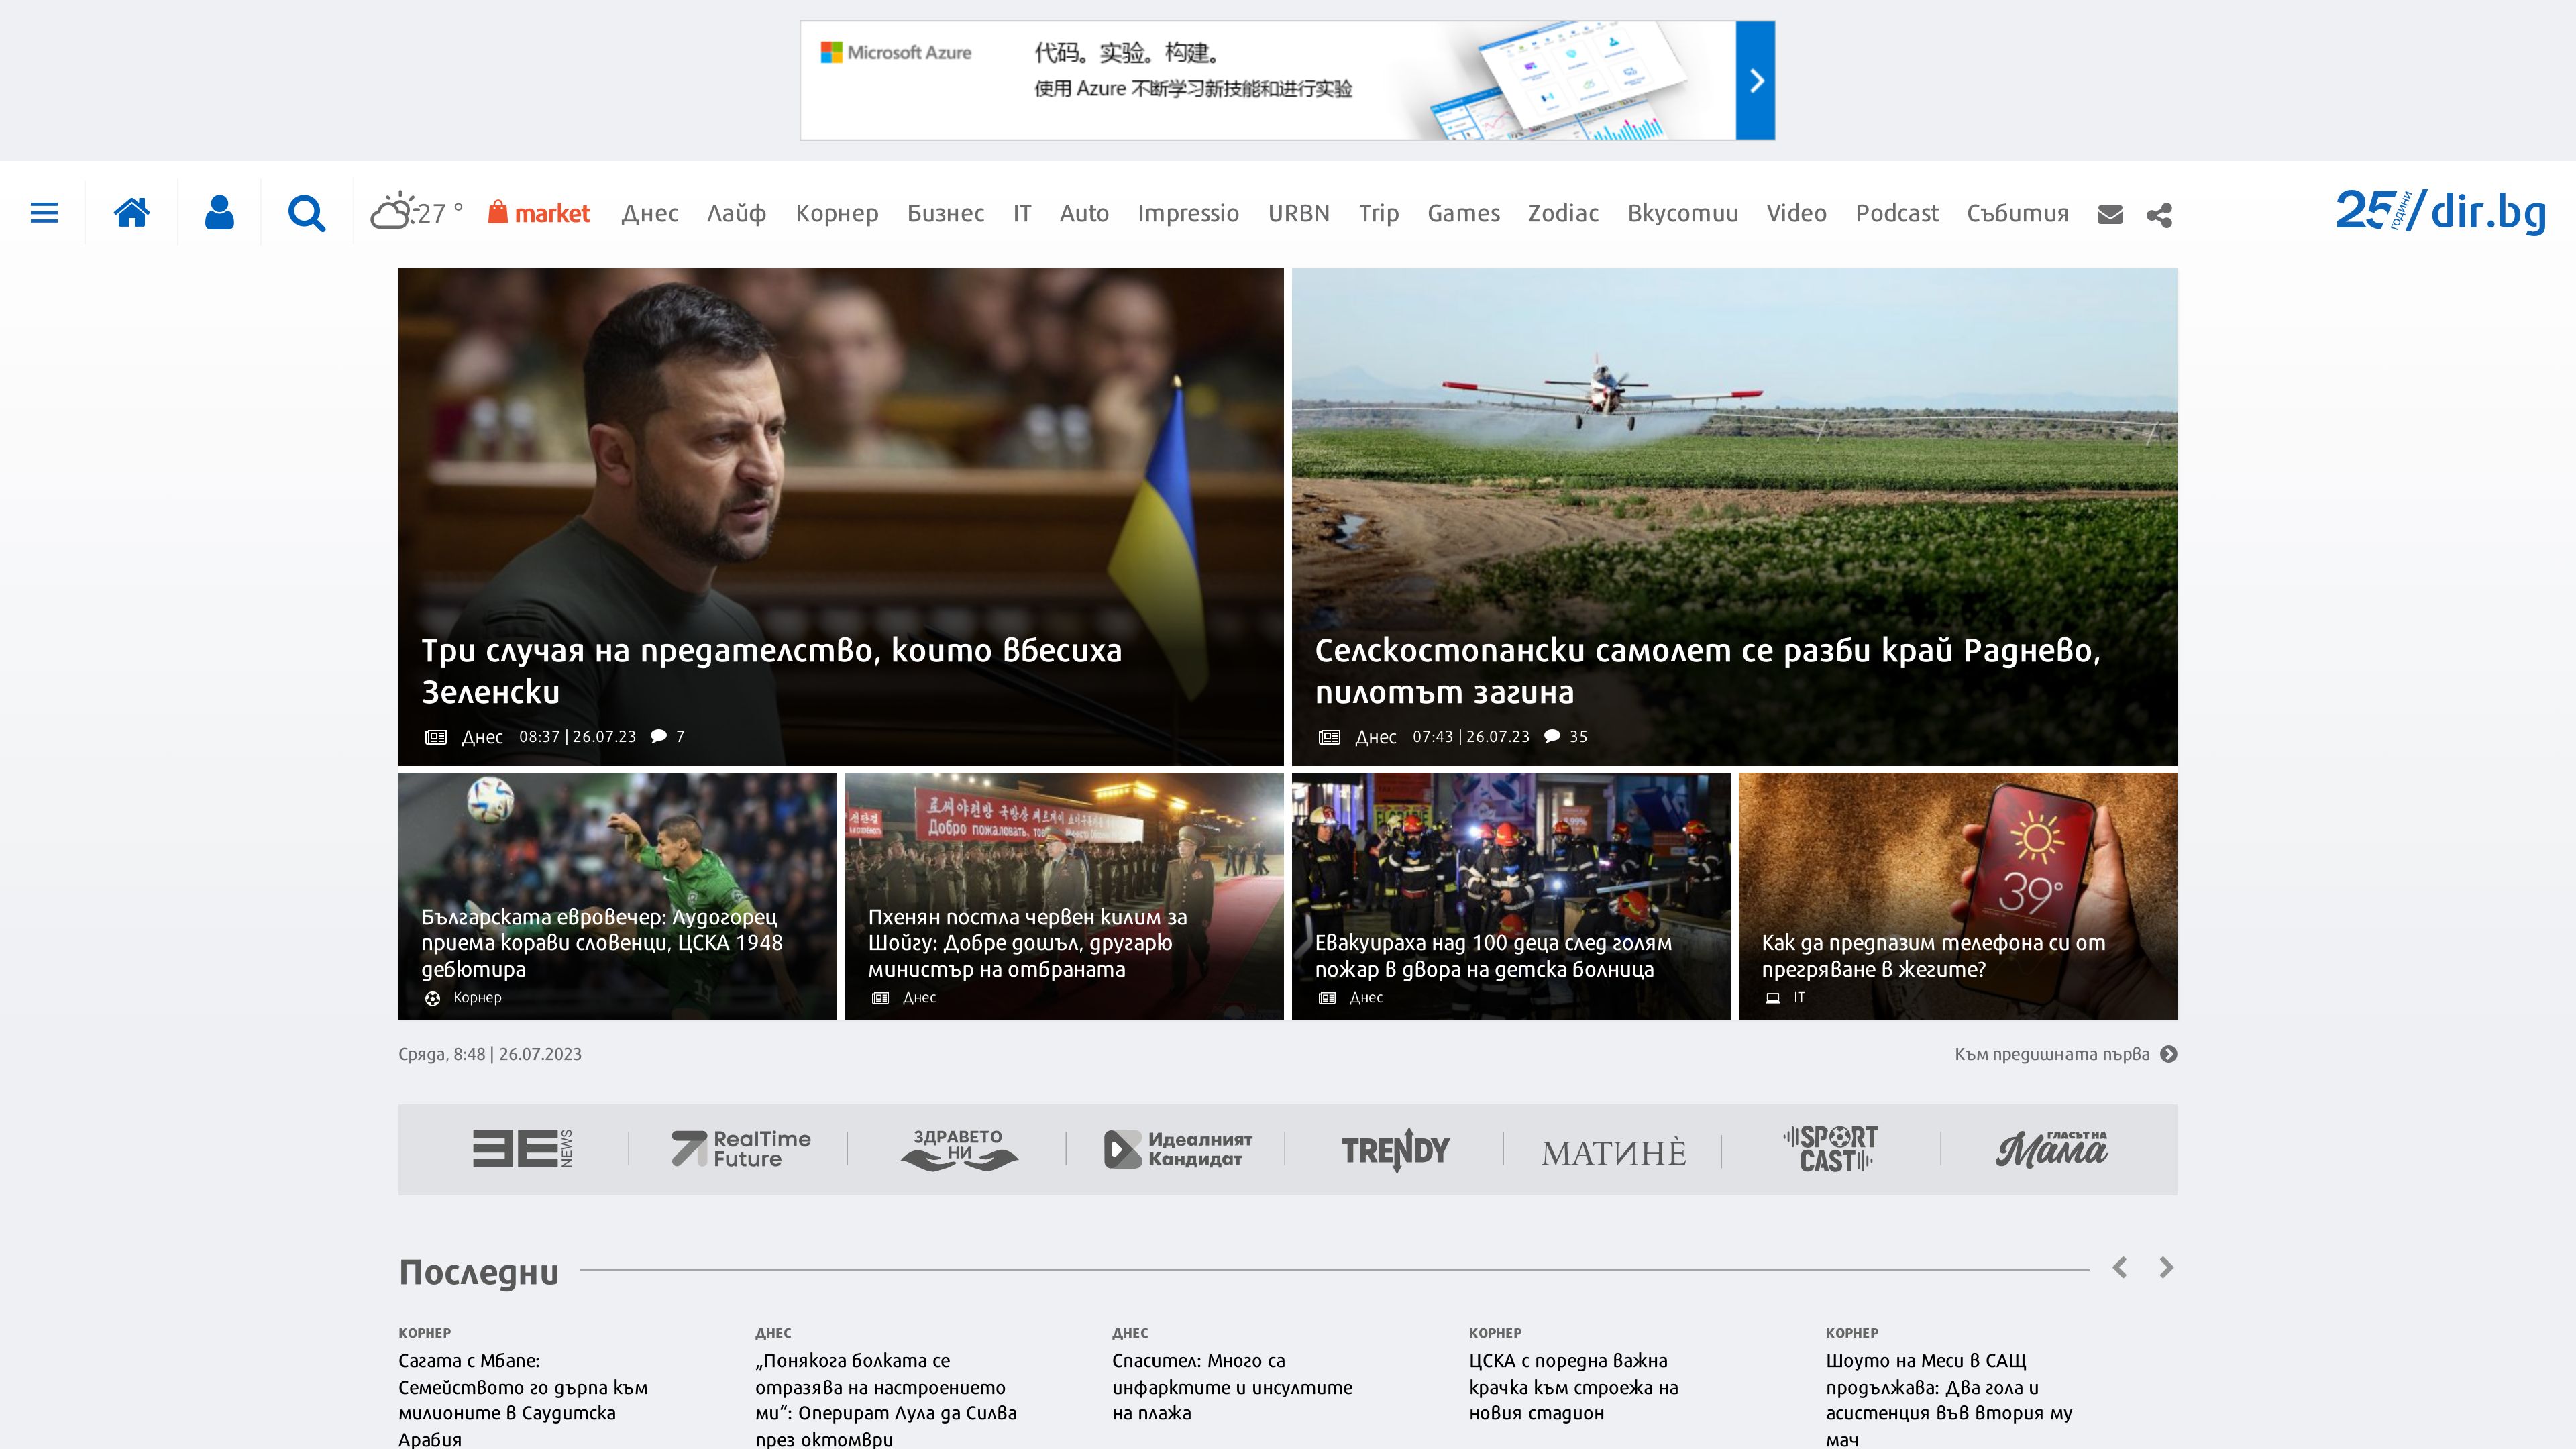 Microsoft Azure
代码。实验。构建。
使用 Azure 不断学习新技能和进行实验
27 °
market
Днес
Лайф
Корнер
Бизнес
IT
Auto
Impressio
URBN
Trip
Games
Zodiac
Вкусотии
Video
Podcast
Събития
25 години / dir.bg
Три случая на предателство, които вбесиха
Зеленски
Днес 08:37 | 26.07.23 7
Селскостопански самолет се разби край Раднево,
пилотът загина
Днес 07:43 | 26.07.23 35
Българската евровечер: Лудогорец
приема корави словенци, ЦСКА 1948
дебютира
Корнер
Добро пожаловать,
Пхенян постла червен килим за
Шойгу: Добре дошъл, другарю
министър на отбраната
Днес
Евакуираха над 100 деца след голям
пожар в двора на детска болница
Днес
39°
Как да предпазим телефона си от
прегряване в жегите?
IT
Сряда, 8:48 | 26.07.2023
Към предишната първа
3E NEWS
RealTime
Future
ЗДРАВЕТО
НИ
Идеалният
Кандидат
TRENDY
МАТИН�ѐ
SPORT
CAST
ГЛАСЪТ НА
Мама
Последни
КОРНЕР
Сагата с Мбапе:
Семейството го дърпа към
милионите в Саудитска
Арабия
ДНЕС
„Понякога болката се
отразява на настроението
ми“: Оперират Лула да Силва
през октомври
ДНЕС
Спасител: Много са
инфарктите и инсултите
на плажа
КОРНЕР
ЦСКА с поредна важна
крачка към строежа на
новия стадион
КОРНЕР
Шоуто на Меси в САЩ
продължава: Два гола и
асистенция във втория му
мач